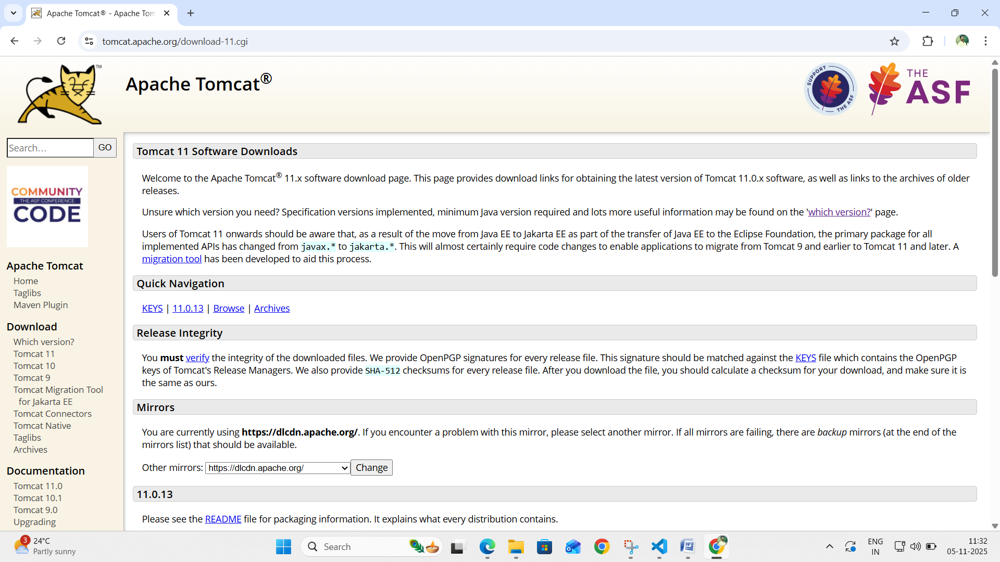 Apache Tomcat® - Apache Tom
tomcat.apache.org/download-11.cgi
™
Apache Tomcat®
SUPPORT THE ASF
THE
ASF
Search…
GO
COMMUNITY
THE ASF CONFERENCE
CODE
Apache Tomcat
Home
Taglibs
Maven Plugin
Download
Which version?
Tomcat 11
Tomcat 10
Tomcat 9
Tomcat Migration Tool
for Jakarta EE
Tomcat Connectors
Tomcat Native
Taglibs
Archives
Documentation
Tomcat 11.0
Tomcat 10.1
Tomcat 9.0
Upgrading
Tomcat 11 Software Downloads
Welcome to the Apache Tomcat® 11.x software download page. This page provides download links for obtaining the latest version of Tomcat 11.0.x software, as well as links to the archives of older
releases.
Unsure which version you need? Specification versions implemented, minimum Java version required and lots more useful information may be found on the 'which version?' page.
Users of Tomcat 11 onwards should be aware that, as a result of the move from Java EE to Jakarta EE as part of the transfer of Java EE to the Eclipse Foundation, the primary package for all
implemented APIs has changed from javax.* to jakarta.*. This will almost certainly require code changes to enable applications to migrate from Tomcat 9 and earlier to Tomcat 11 and later. A
migration tool has been developed to aid this process.
Quick Navigation
KEYS | 11.0.13 | Browse | Archives
Release Integrity
You must verify the integrity of the downloaded files. We provide OpenPGP signatures for every release file. This signature should be matched against the KEYS file which contains the OpenPGP
keys of Tomcat's Release Managers. We also provide SHA-512 checksums for every release file. After you download the file, you should calculate a checksum for your download, and make sure it is
the same as ours.
Mirrors
You are currently using https://dlcdn.apache.org/. If you encounter a problem with this mirror, please select another mirror. If all mirrors are failing, there are backup mirrors (at the end of the
mirrors list) that should be available.
Other mirrors: https://dlcdn.apache.org/ Change
11.0.13
Please see the README file for packaging information. It explains what every distribution contains.
3
24°C
Partly sunny
Search
ENG
IN
11:32
05-11-2025